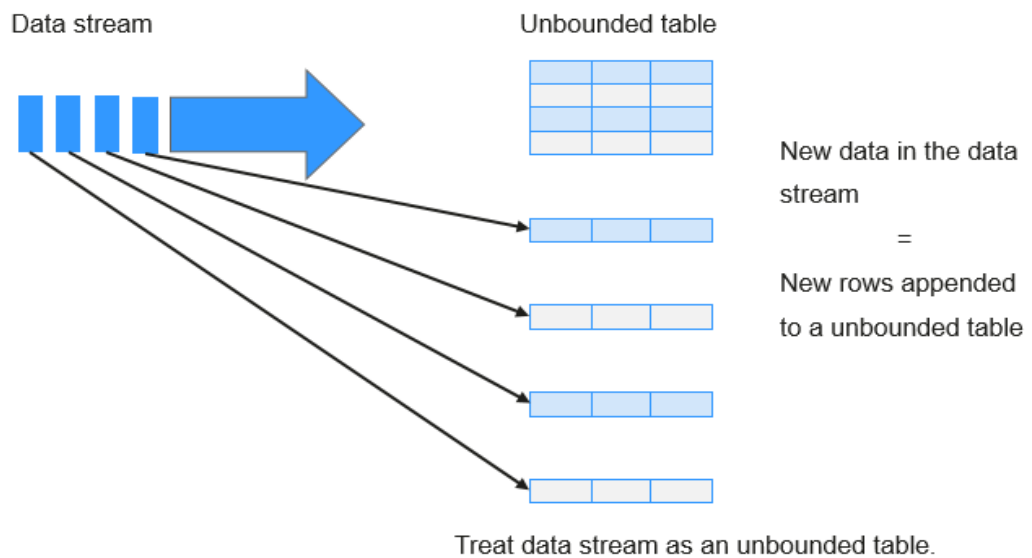 Data stream
Unbounded table
New data in the data
stream
=
New rows appended
to a unbounded table
Treat data stream as an unbounded table.